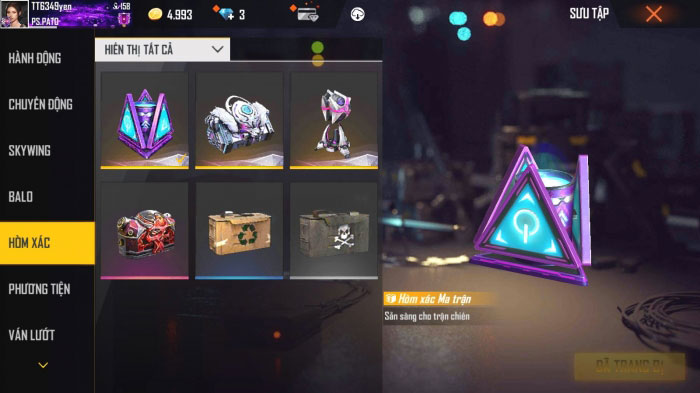 TT6349yen
158
PS.PATO
4.993
3
SƯU TẬP
HÀNH ĐỘNG
CHUYỂN ĐỘNG
SKYWING
BALO
HÒM XÁC
PHƯƠNG TIỆN
VÁN LƯỚT
HIỂN THỊ TẤT CẢ
Hòm xác Ma trận
Sẵn sàng cho trận chiến
ĐÃ TRANG BỊ